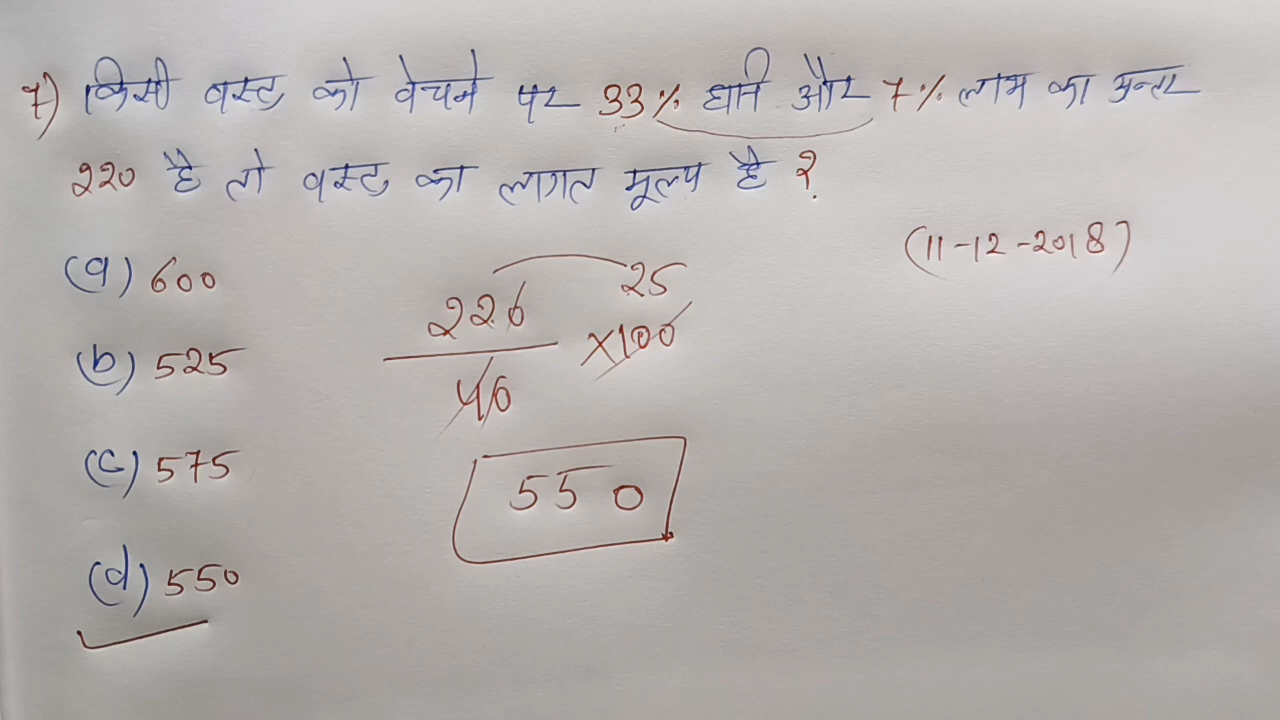 7) किसी वस्तु को बेचने पर 33% हानि और 7% लाभ का अन्तर
220 है तो वस्तु का लागत मूल्य है ?
(11-12-2018)
(a) 600
220 25
40 ×100
(b) 525
(c) 575
550
(d) 550